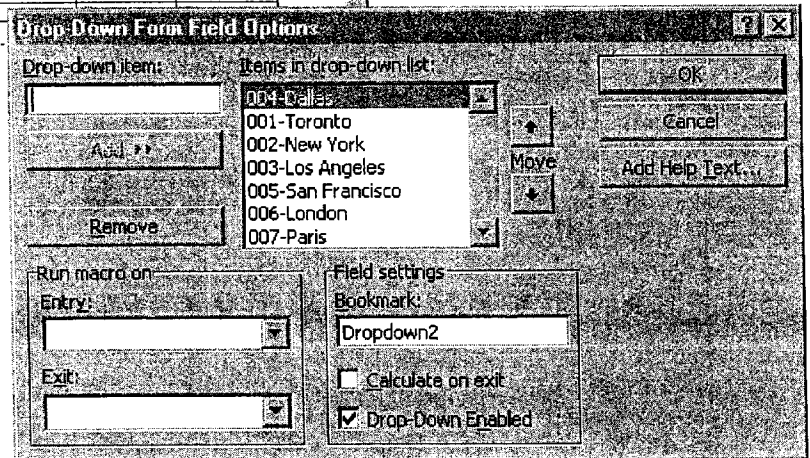 Drop-Down Form Field Options
Drop-down item:
Items in drop-down list:
004-Dallas
001-Toronto
002-New York
003-Los Angeles
005-San Francisco
006-London
007-Paris
Add >>
Remove
Move
OK
Cancel
Add Help Text...
Run macro on
Entry:
Exit:
Field settings
Bookmark:
Dropdown2
Calculate on exit
Drop-Down Enabled